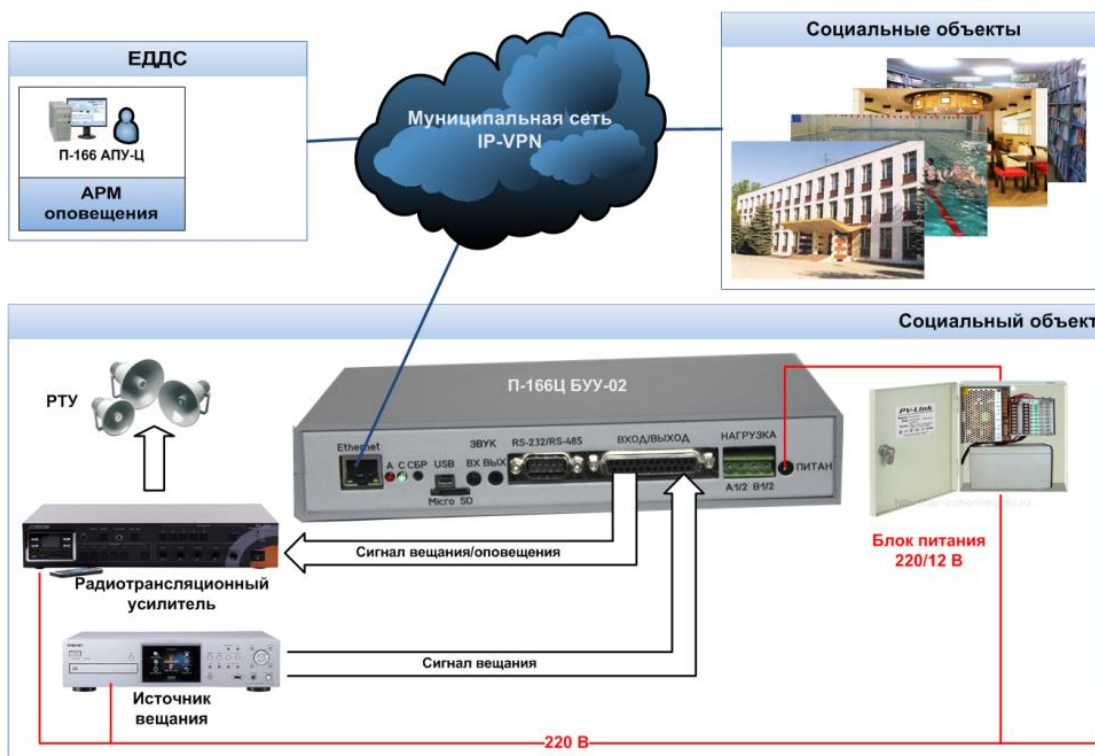 ЕДДС
П-166 АПУ-Ц
АРМ
оповещения
Муниципальная сеть
IP-VPN
Социальные объекты
Социальный объект
РТУ
П-166Ц БУУ-02
Ethernet
А С СБР
USB
Micro SD
ЗВУК
ВХ ВЫХ
RS-232/RS-485
ВХОД/ВЫХОД
НАГРУЗКА
А1/2 В1/2
ПИТАН
PV-Link
Блок питания
220/12 В
Сигнал вещания/оповещения
Радиотрансляционный
усилитель
Сигнал вещания
Источник
вещания
220 В